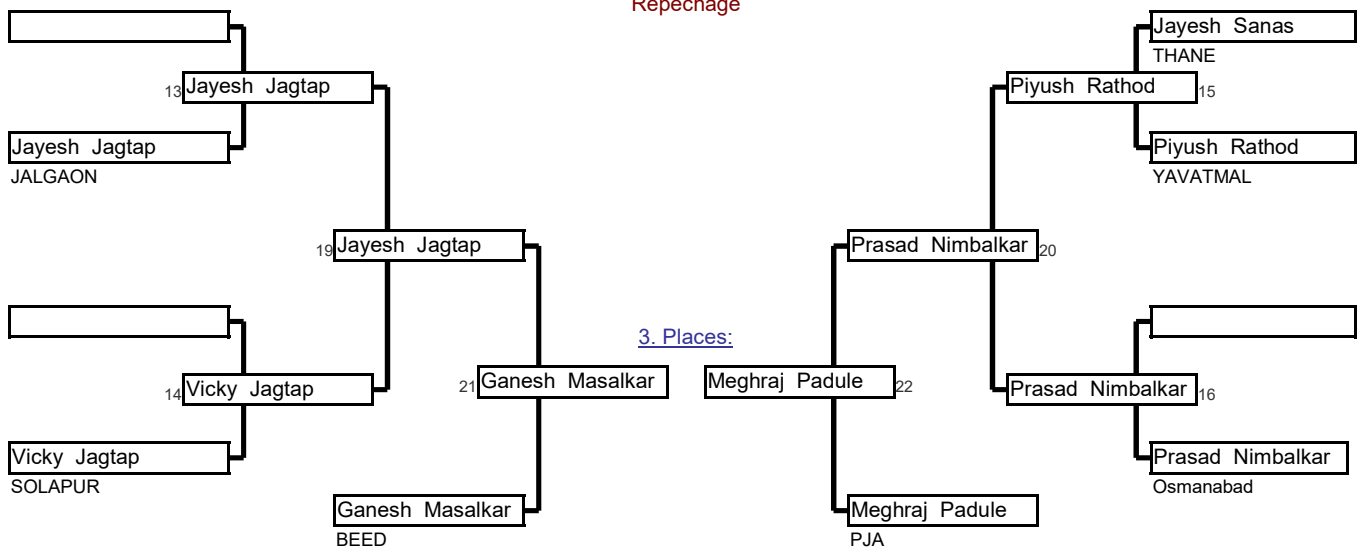 Repechage
Jayesh Sanas
THANE
13 Jayesh Jagtap
Piyush Rathod 15
Jayesh Jagtap
JALGAON
Piyush Rathod
YAVATMAL
19 Jayesh Jagtap
Prasad Nimbalkar 20
3. Places:
14 Vicky Jagtap
21 Ganesh Masalkar
Meghraj Padule 22
Prasad Nimbalkar 16
Vicky Jagtap
SOLAPUR
Prasad Nimbalkar
Osmanabad
Ganesh Masalkar
BEED
Meghraj Padule
PJA